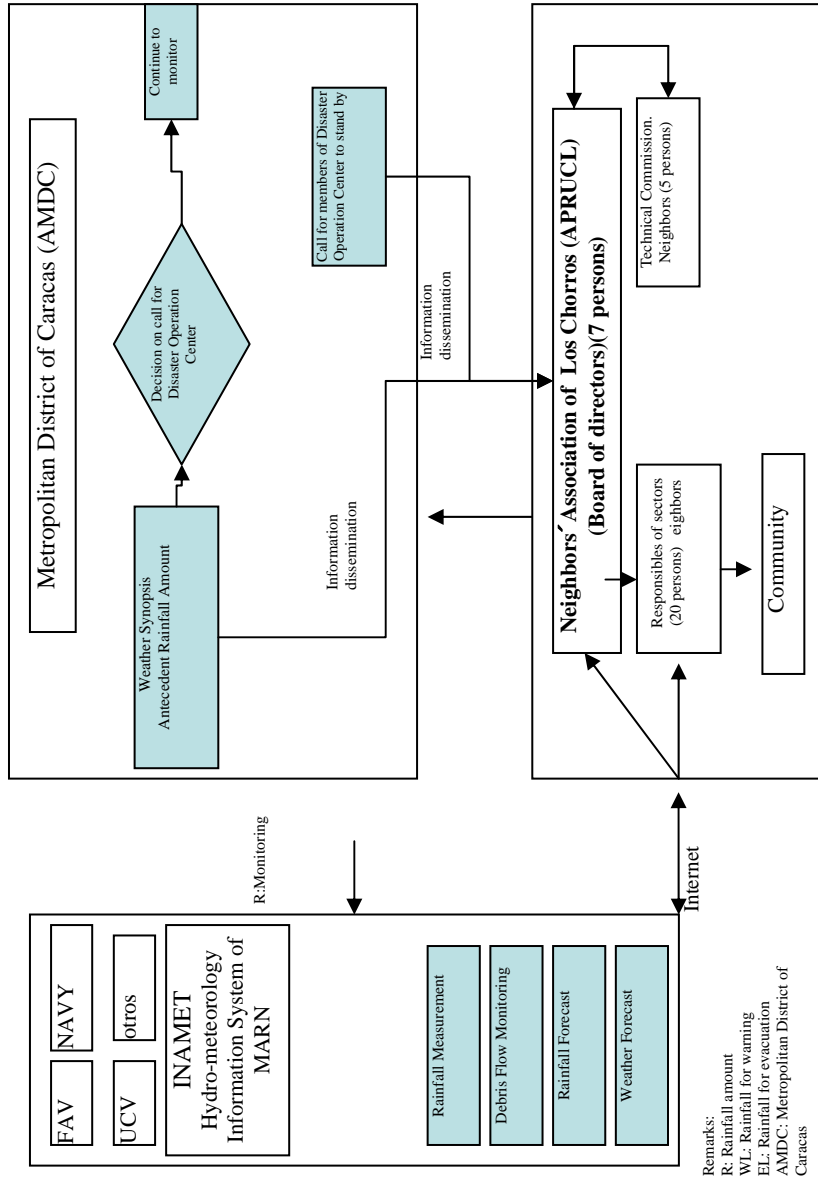 Metropolitan District of Caracas (AMDC)
Weather Synopsis
Antecedent Rainfall Amount
Decision on call for
Disaster Operation
Center
Continue to
monitor
Call for members of Disaster
Operation Center to stand by
Information
dissemination
Information
dissemination
FAV
NAVY
UCV
otros
INAMET
Hydro-meteorology
Information System of
MARN
R:Monitoring
Rainfall Measurement
Debris Flow Monitoring
Rainfall Forecast
Weather Forecast
Internet
Neighbors´ Association of Los Chorros (APRUCL)
(Board of directors)(7 persons)
Responsibles of sectors
(20 persons) eighbors
Technical Commission.
Neighbors (5 persons)
Community
Remarks:
R: Rainfall amount
WL: Rainfall for warning
EL: Rainfall for evacuation
AMDC: Metropolitan District of
Caracas